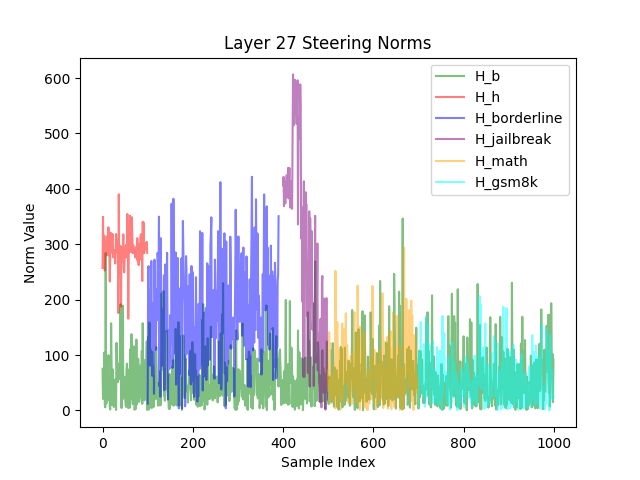 Layer 27 Steering Norms
600
500
400
300
200
100
0
Norm Value
H_b
H_h
H_borderline
H_jailbreak
H_math
H_gsm8k
0 200 400 600 800 1000
Sample Index